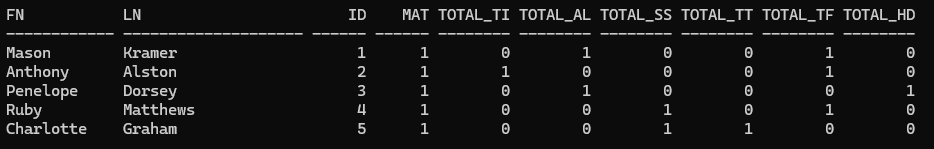 FN           LN                       ID    MAT TOTAL_TI TOTAL_AL TOTAL_SS TOTAL_TT TOTAL_TF TOTAL_HD
------------ -------------------- ------ ------ -------- -------- -------- -------- -------- --------
Mason        Kramer                    1      1        0        1        0        0        1        0
Anthony      Alston                    2      1        1        0        0        0        1        0
Penelope     Dorsey                    3      1        0        1        0        0        0        1
Ruby         Matthews                  4      1        0        0        1        0        1        0
Charlotte    Graham                    5      1        0        0        1        1        0        0